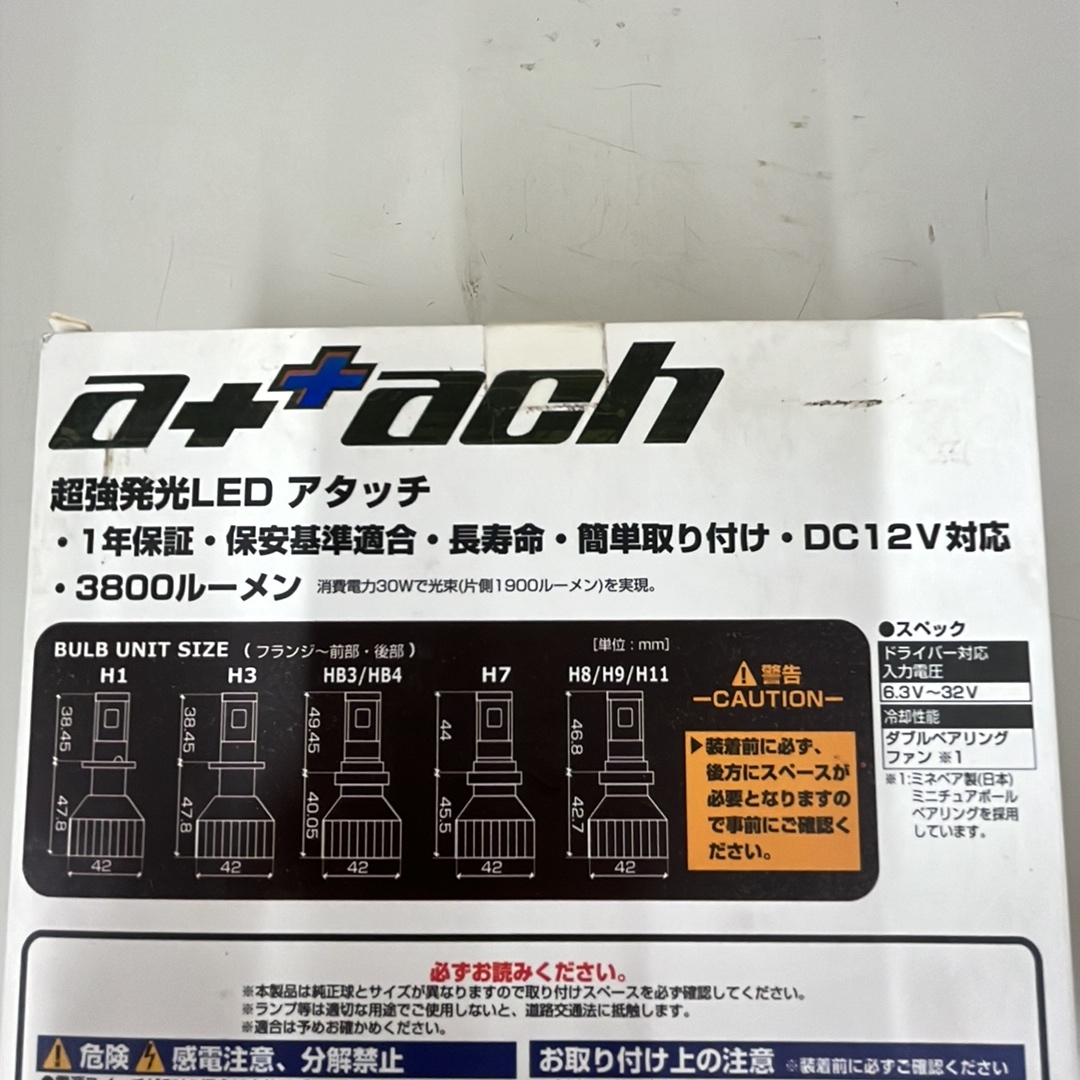 a++ach
超強発光LED アタッチ
・1年保証・保安基準適合・長寿命・簡単取り付け・DC12V対応
・3800ルーメン 消費電力30Wで光束(片側1900ルーメン)を実現。
BULB UNIT SIZE ( フランジ〜前部・後部 ) [単位:mm]
H1 H3 HB3/HB4 H7 H8/H9/H11
38.45 38.45 49.45 44 46.8
47.8 47.8 40.05 45.5 42.7
42 42 42 42 42
警告
CAUTION
▶装着前に必ず、
後方にスペースが
必要となりますの
で事前にご確認く
ださい。
●スペック
ドライバー対応
入力電圧
6.3V〜32V
冷却性能
ダブルベアリング
ファン ※1
※1:ミネベア製(日本)
ミニチュアボール
ベアリングを採用
しています。
必ずお読みください。
※本製品は純正球とサイズが異なりますので取り付けスペースを必ず確認してください。
※ランプ等は適切な用途でご使用しないと、道路交通法に抵触します。
※適合は予めお確かめください。
危険 感電注意、分解禁止
お取り付け上の注意 ※装着前に必ずご確認ください